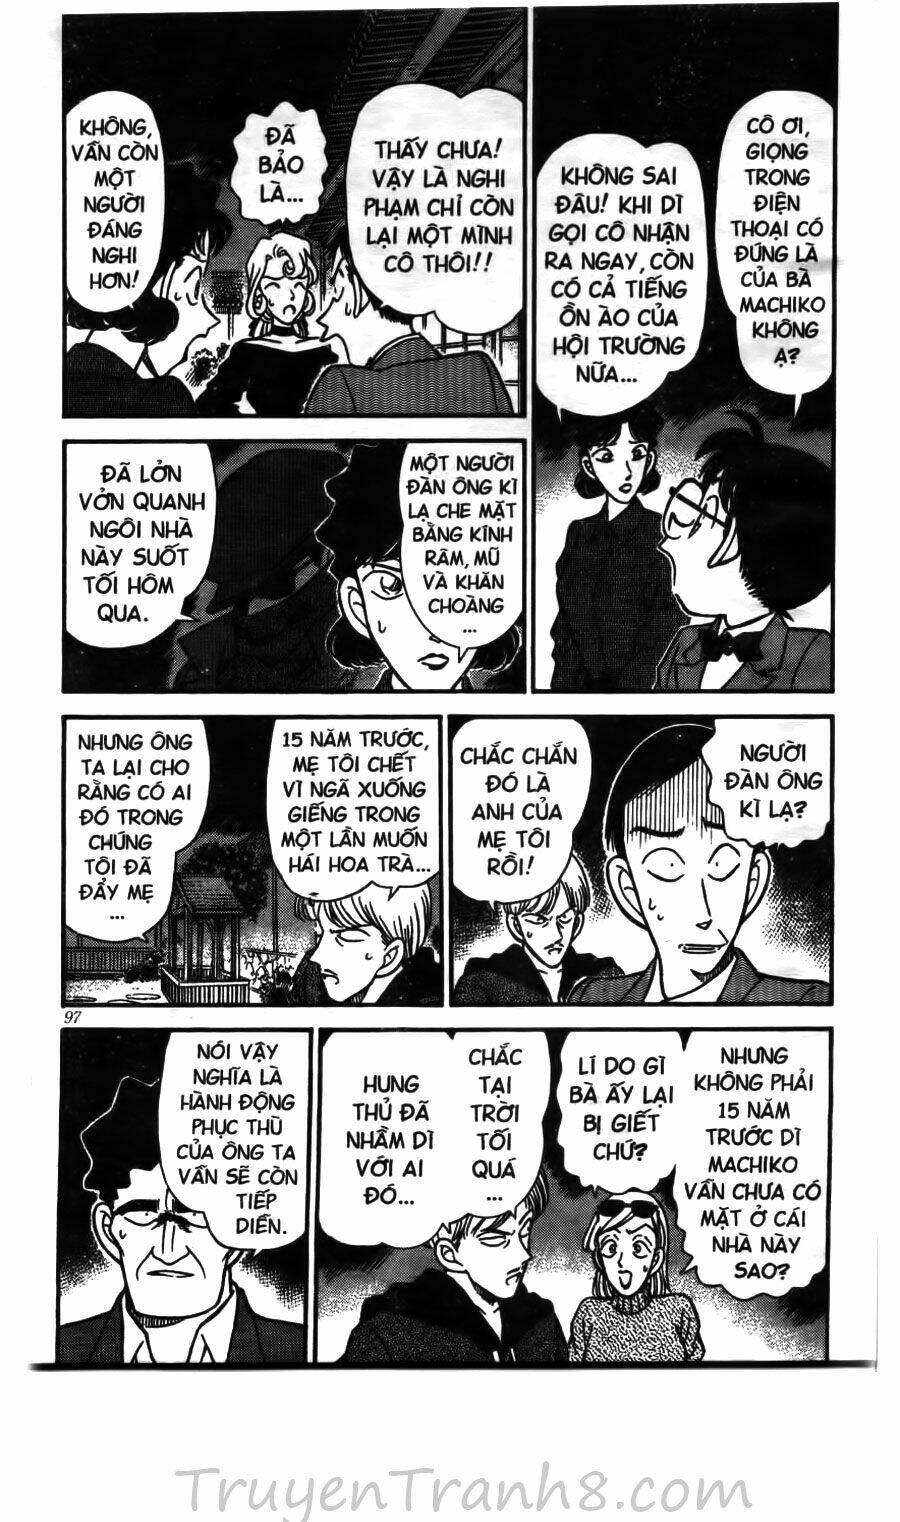 CÔ ƠI,
GIỌNG
TRONG
ĐIỆN
THOẠI CÓ
ĐÚNG LÀ
CỦA BÀ
MACHIKO
KHÔNG
Ạ?
KHÔNG SAI
ĐÂU! KHI DÌ
GỌI CÔ NHẬN
RA NGAY, CÒN
CÓ CẢ TIẾNG
ỒN ÀO CỦA
HỘI TRƯỜNG
NỮA...
THẤY CHƯA!
VẬY LÀ NGHI
PHẠM CHỈ CÒN
LẠI MỘT MÌNH
CÔ THÔI!!
ĐÃ
BẢO
LÀ...
KHÔNG,
VẪN CÒN
MỘT
NGƯỜI
ĐÁNG
NGHI
HƠN!
MỘT NGƯỜI
ĐÀN ÔNG KÌ
LẠ CHE MẶT
BẰNG KÍNH
RÂM, MŨ
VÀ KHĂN
CHOÀNG
...
ĐÃ LỞN
VỞN QUANH
NGÔI NHÀ
NÀY SUỐT
TỐI HÔM
QUA.
NGƯỜI
ĐÀN ÔNG
KÌ LẠ?
CHẮC CHẮN
ĐÓ LÀ
ANH CỦA
MẸ TÔI
RỒI!
15 NĂM TRƯỚC,
MẸ TÔI CHẾT
VÌ NGÃ XUỐNG
GIẾNG TRONG
MỘT LẦN MUỐN
HÁI HOA TRÀ...
NHƯNG ÔNG
TA LẠI CHO
RẰNG CÓ AI
ĐÓ TRONG
CHÚNG
TÔI ĐÃ
ĐẨY MẸ
...
97
NHƯNG
KHÔNG PHẢI
15 NĂM
TRƯỚC DÌ
MACHIKO
VẪN CHƯA CÓ
MẶT Ở CÁI
NHÀ NÀY
SAO?
LÍ DO GÌ
BÀ ẤY LẠI
BỊ GIẾT
CHỨ?
CHẮC
TẠI
TRỜI
TỐI
QUÁ
...
HUNG
THỦ ĐÃ
NHẦM DÌ
VỚI AI
ĐÓ...
NÓI VẬY
NGHĨA LÀ
HÀNH ĐỘNG
PHỤC THÙ
CỦA ÔNG TA
VẪN SẼ CÒN
TIẾP
DIỄN.
TruyenTranh8.com